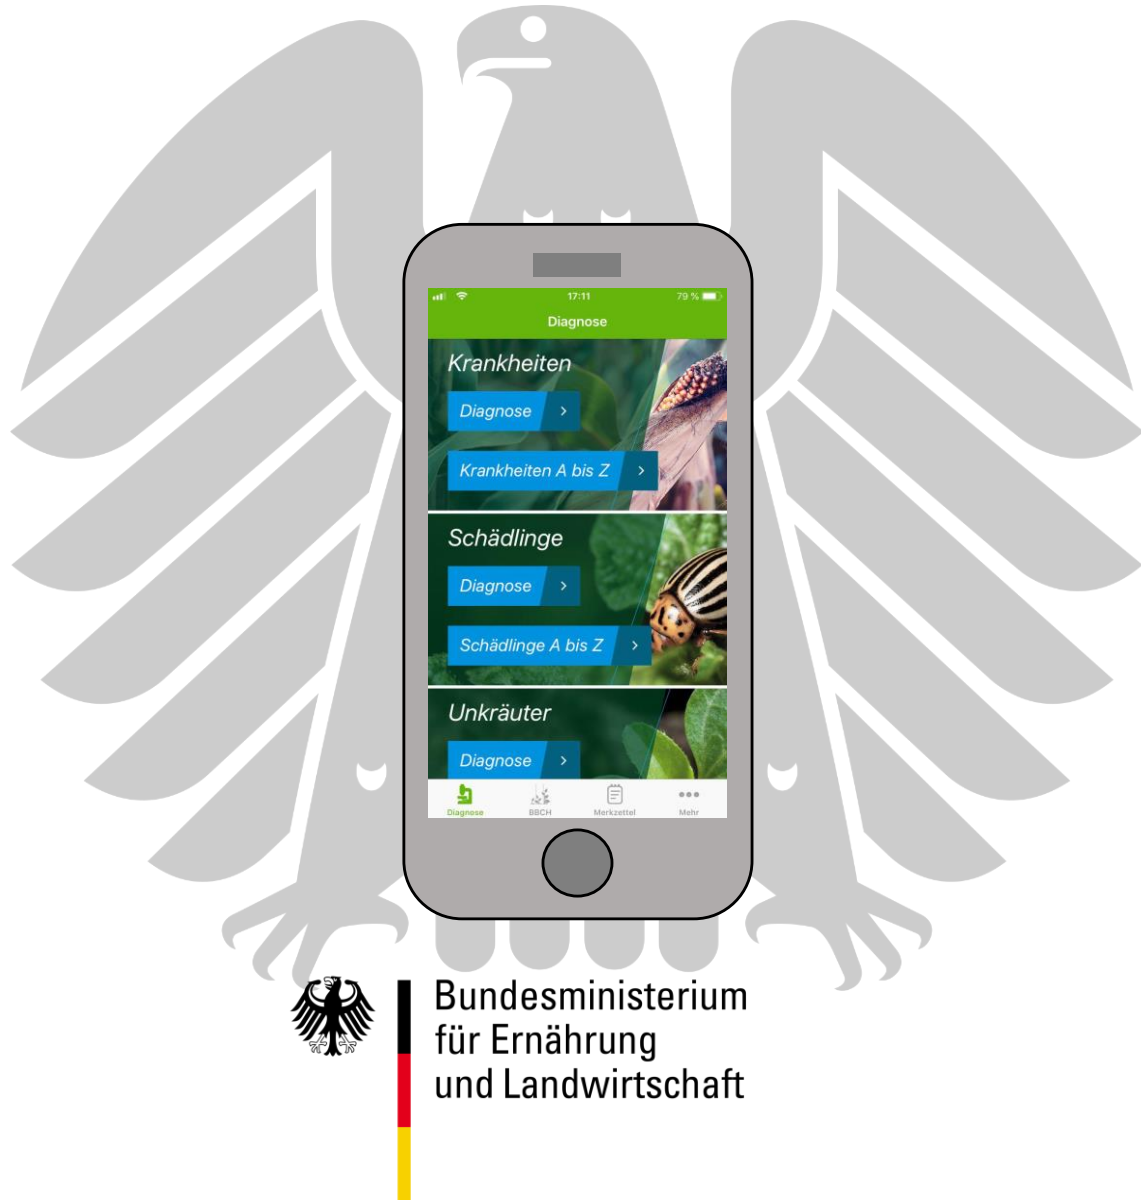 17:11
79 %
Diagnose
Krankheiten
Diagnose
Krankheiten A bis Z
Schädlinge
Diagnose
Schädlinge A bis Z
Unkräuter
Diagnose
Diagnose BBCH Merkzettel Mehr
Bundesministerium
für Ernährung
und Landwirtschaft